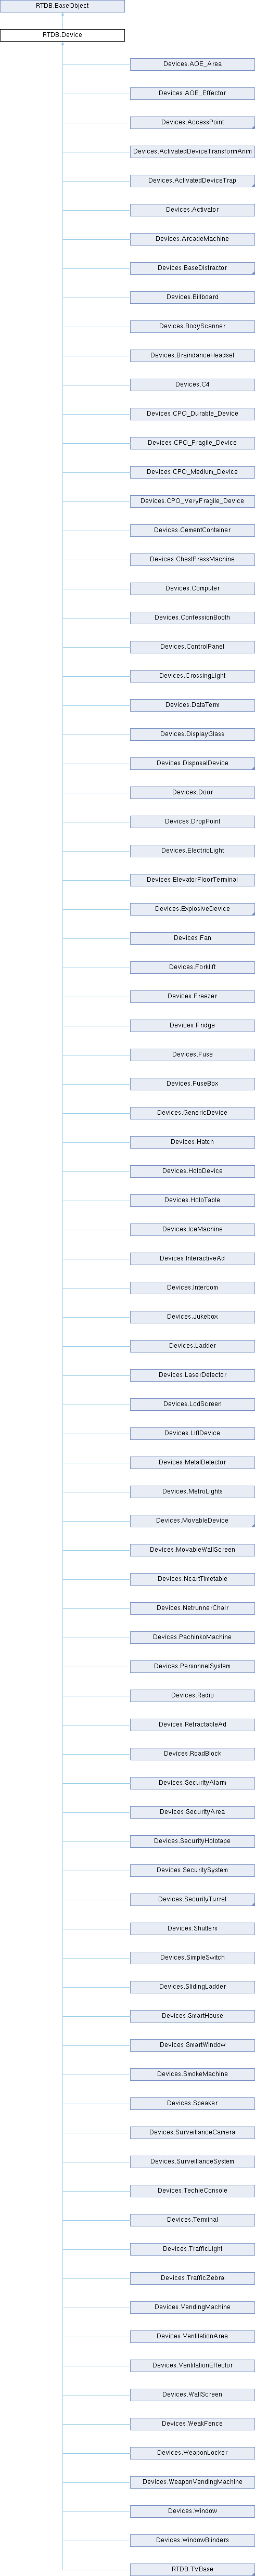 RTDB.BaseObject
RTDB.Device
Devices.AOE_Area
Devices.AOE_Effector
Devices.AccessPoint
Devices.ActivatedDeviceTransformAnim
Devices.ActivatedDeviceTrap
Devices.Activator
Devices.ArcadeMachine
Devices.BaseDistractor
Devices.Billboard
Devices.BodyScanner
Devices.BraindanceHeadset
Devices.C4
Devices.CPO_Durable_Device
Devices.CPO_Fragile_Device
Devices.CPO_Medium_Device
Devices.CPO_VeryFragile_Device
Devices.CementContainer
Devices.ChestPressMachine
Devices.Computer
Devices.ConfessionBooth
Devices.ControlPanel
Devices.CrossingLight
Devices.DataTerm
Devices.DisplayGlass
Devices.DisposalDevice
Devices.Door
Devices.DropPoint
Devices.ElectricLight
Devices.ElevatorFloorTerminal
Devices.ExplosiveDevice
Devices.Fan
Devices.Forklift
Devices.Freezer
Devices.Fridge
Devices.Fuse
Devices.FuseBox
Devices.GenericDevice
Devices.Hatch
Devices.HoloDevice
Devices.HoloTable
Devices.IceMachine
Devices.InteractiveAd
Devices.Intercom
Devices.Jukebox
Devices.Ladder
Devices.LaserDetector
Devices.LcdScreen
Devices.LiftDevice
Devices.MetalDetector
Devices.MetroLights
Devices.MovableDevice
Devices.MovableWallScreen
Devices.NcartTimetable
Devices.NetrunnerChair
Devices.PachinkoMachine
Devices.PersonnelSystem
Devices.Radio
Devices.RetractableAd
Devices.RoadBlock
Devices.SecurityAlarm
Devices.SecurityArea
Devices.SecurityHolotape
Devices.SecuritySystem
Devices.SecurityTurret
Devices.Shutters
Devices.SimpleSwitch
Devices.SlidingLadder
Devices.SmartHouse
Devices.SmartWindow
Devices.SmokeMachine
Devices.Speaker
Devices.SurveillanceCamera
Devices.SurveillanceSystem
Devices.TechieConsole
Devices.Terminal
Devices.TrafficLight
Devices.TrafficZebra
Devices.VendingMachine
Devices.VentilationArea
Devices.VentilationEffector
Devices.WallScreen
Devices.WeakFence
Devices.WeaponLocker
Devices.WeaponVendingMachine
Devices.Window
Devices.WindowBlinders
RTDB.TVBase